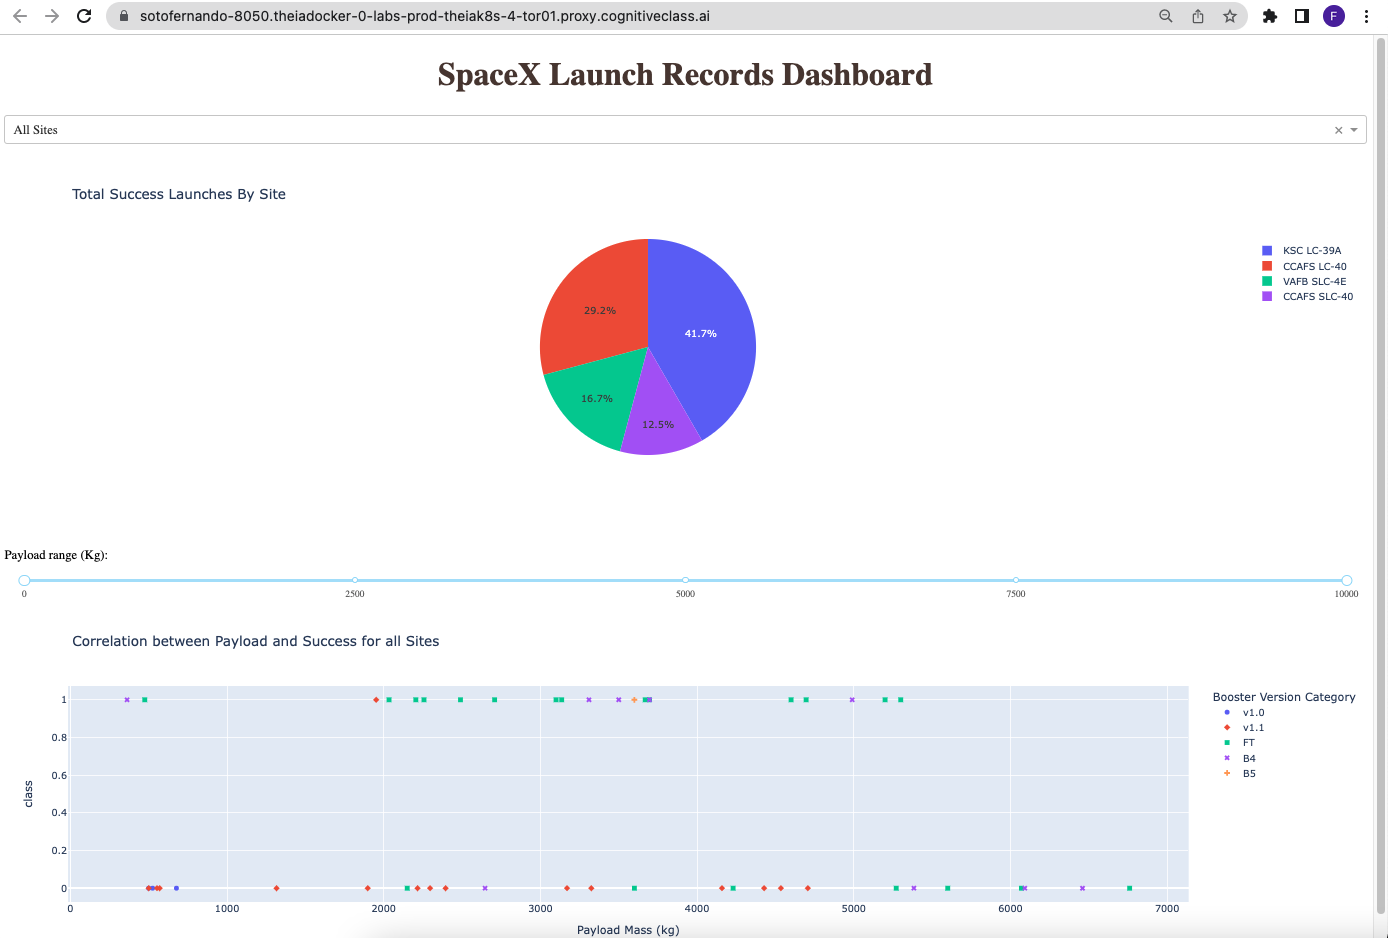 sotofernando-8050.theiadocker-0-labs-prod-theiak8s-4-tor01.proxy.cognitiveclass.ai
F
SpaceX Launch Records Dashboard
All Sites
Total Success Launches By Site
KSC LC-39A
CCAFS LC-40
VAFB SLC-4E
CCAFS SLC-40
29.2%
41.7%
16.7%
12.5%
Payload range (Kg):
0 2500 5000 7500 10000
Correlation between Payload and Success for all Sites
Booster Version Category
v1.0
v1.1
FT
B4
B5
class
1
0.8
0.6
0.4
0.2
0
0 1000 2000 3000 4000 5000 6000 7000
Payload Mass (kg)